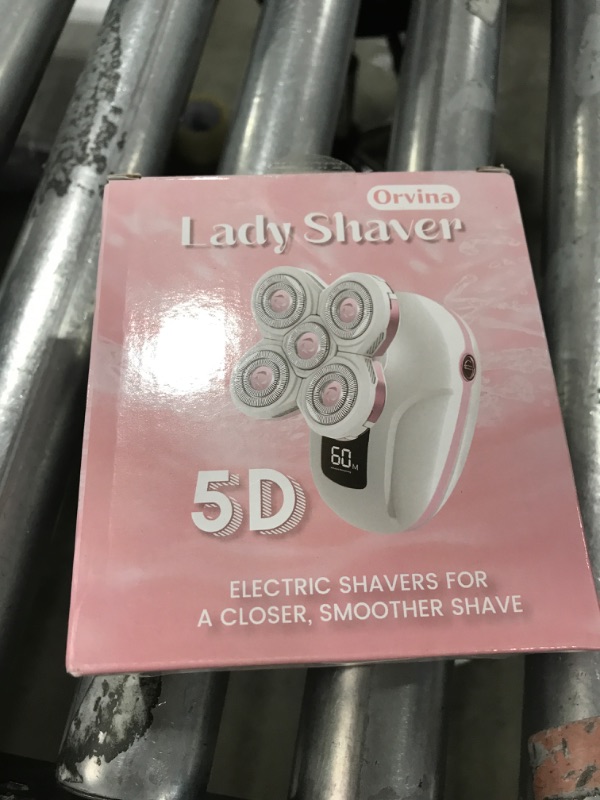 Orvina
Lady Shaver
60M
5D
ELECTRIC SHAVERS FOR
A CLOSER, SMOOTHER SHAVE